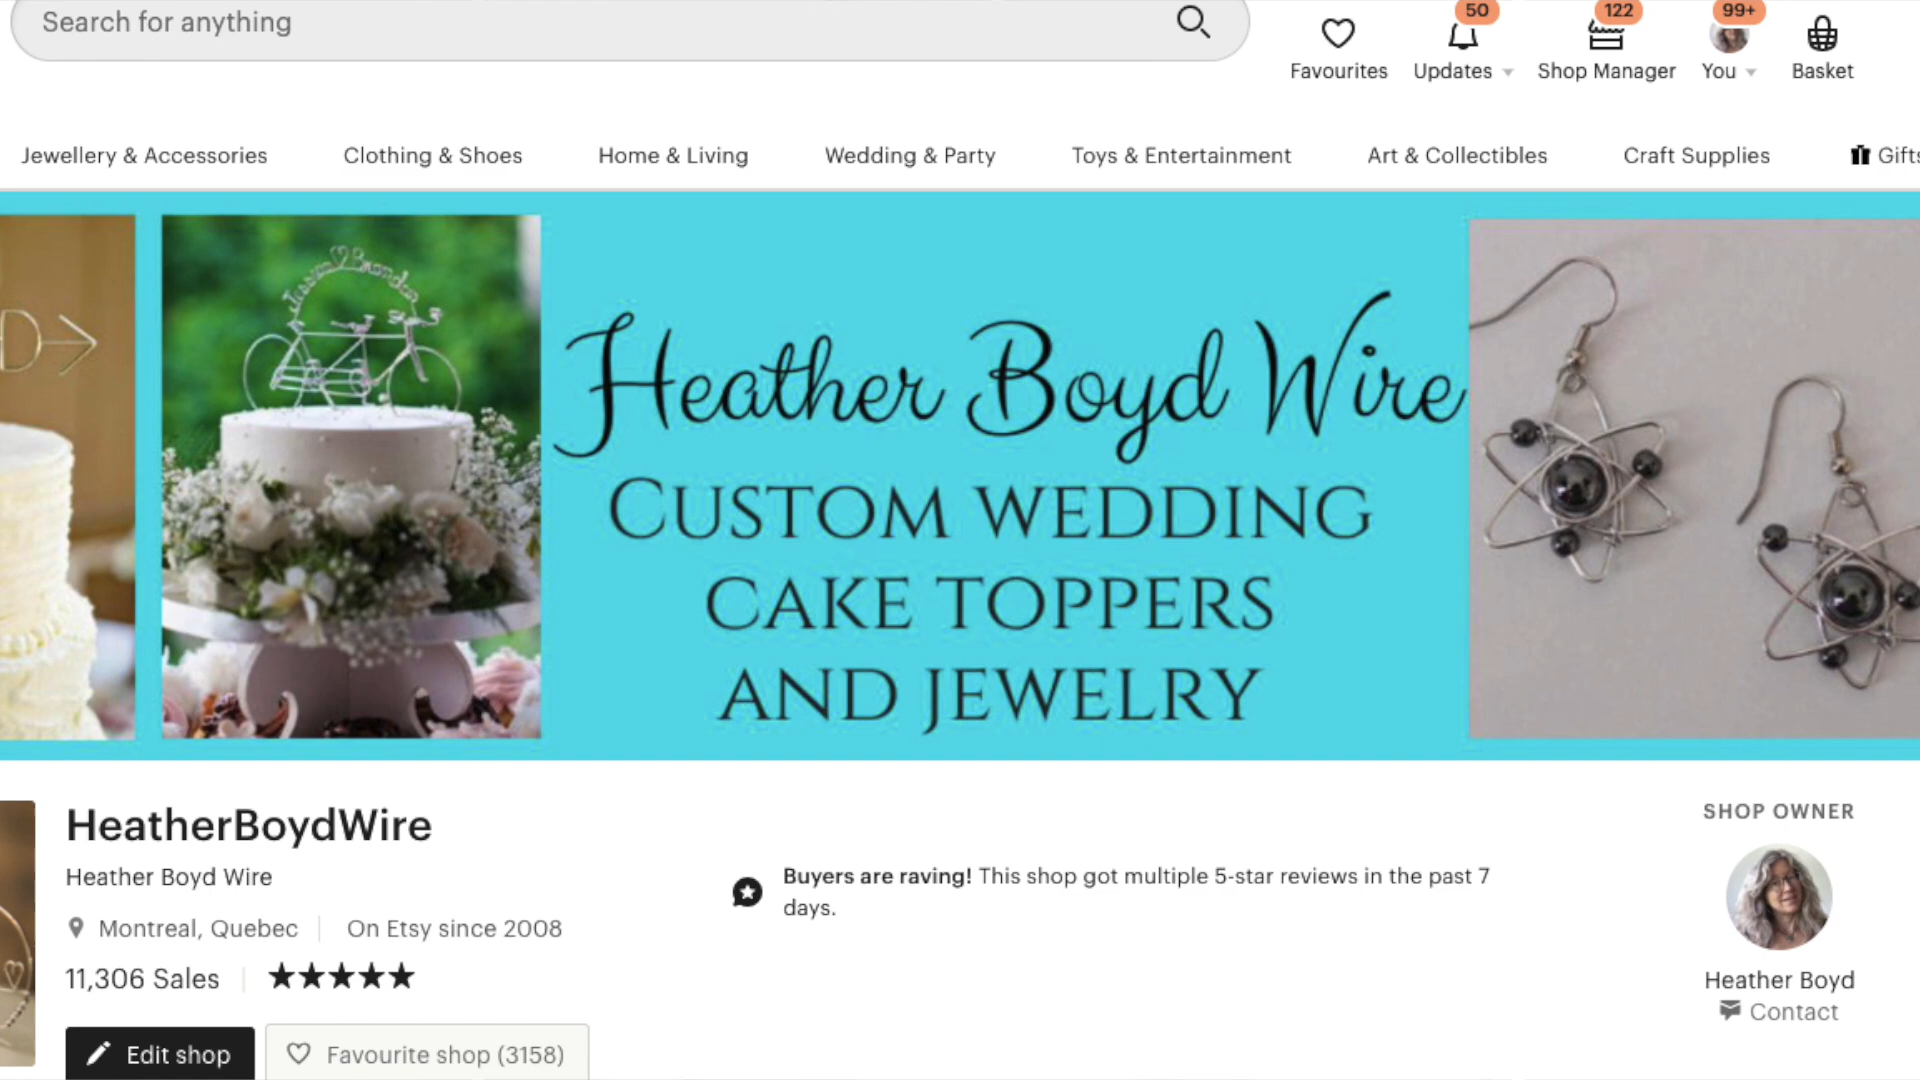 Search for anything
50
122
99+
Favourites
Updates
Shop Manager
You
Basket
Jewellery & Accessories
Clothing & Shoes
Home & Living
Wedding & Party
Toys & Entertainment
Art & Collectibles
Craft Supplies
Gifts
D
Jessica Brandon
Heather Boyd Wire
CUSTOM WEDDING
CAKE TOPPERS
AND JEWELRY
HeatherBoydWire
Heather Boyd Wire
Montreal, Quebec
On Etsy since 2008
11,306 Sales
Buyers are raving! This shop got multiple 5-star reviews in the past 7
days.
SHOP OWNER
Heather Boyd
Contact
Edit shop
Favourite shop (3158)